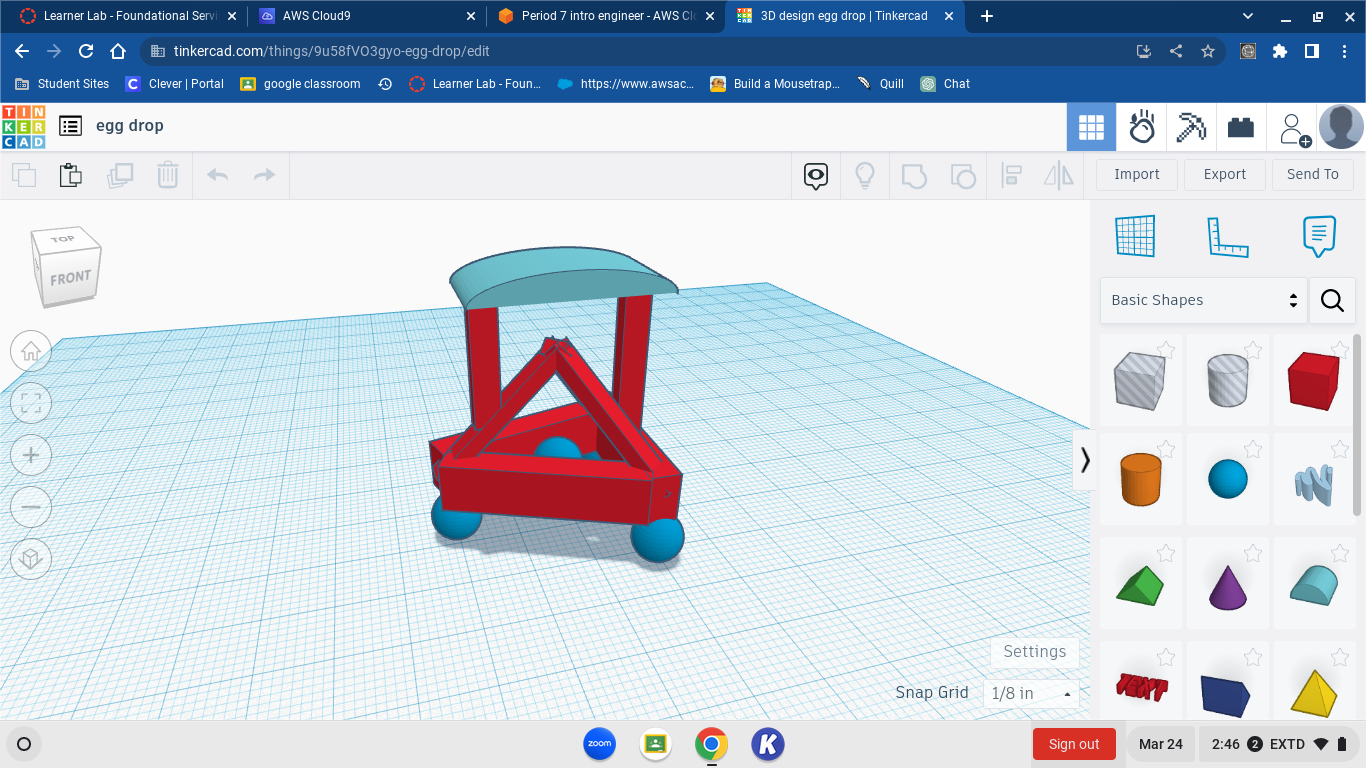 Learner Lab - Foundational Servi
AWS Cloud9
Period 7 intro engineer - AWS Clo
3D design egg drop | Tinkercad
tinkercad.com/things/9u58fVO3gyo-egg-drop/edit
Student Sites
Clever | Portal
google classroom
Learner Lab - Foun...
https://www.awsac...
Build a Mousetrap...
Quill
Chat
TIN
KER
CAD
egg drop
Import
Export
Send To
TOP
FRONT
Basic Shapes
TEXT
Settings
Snap Grid
1/8 in
zoom
K
Sign out
Mar 24
2:46
2
EXTD